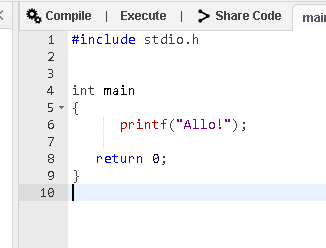 Compile | Execute | Share Code main
1 #include stdio.h
2
3
4 int main
5 {
6 printf("Allo!");
7
8 return 0;
9 }
10